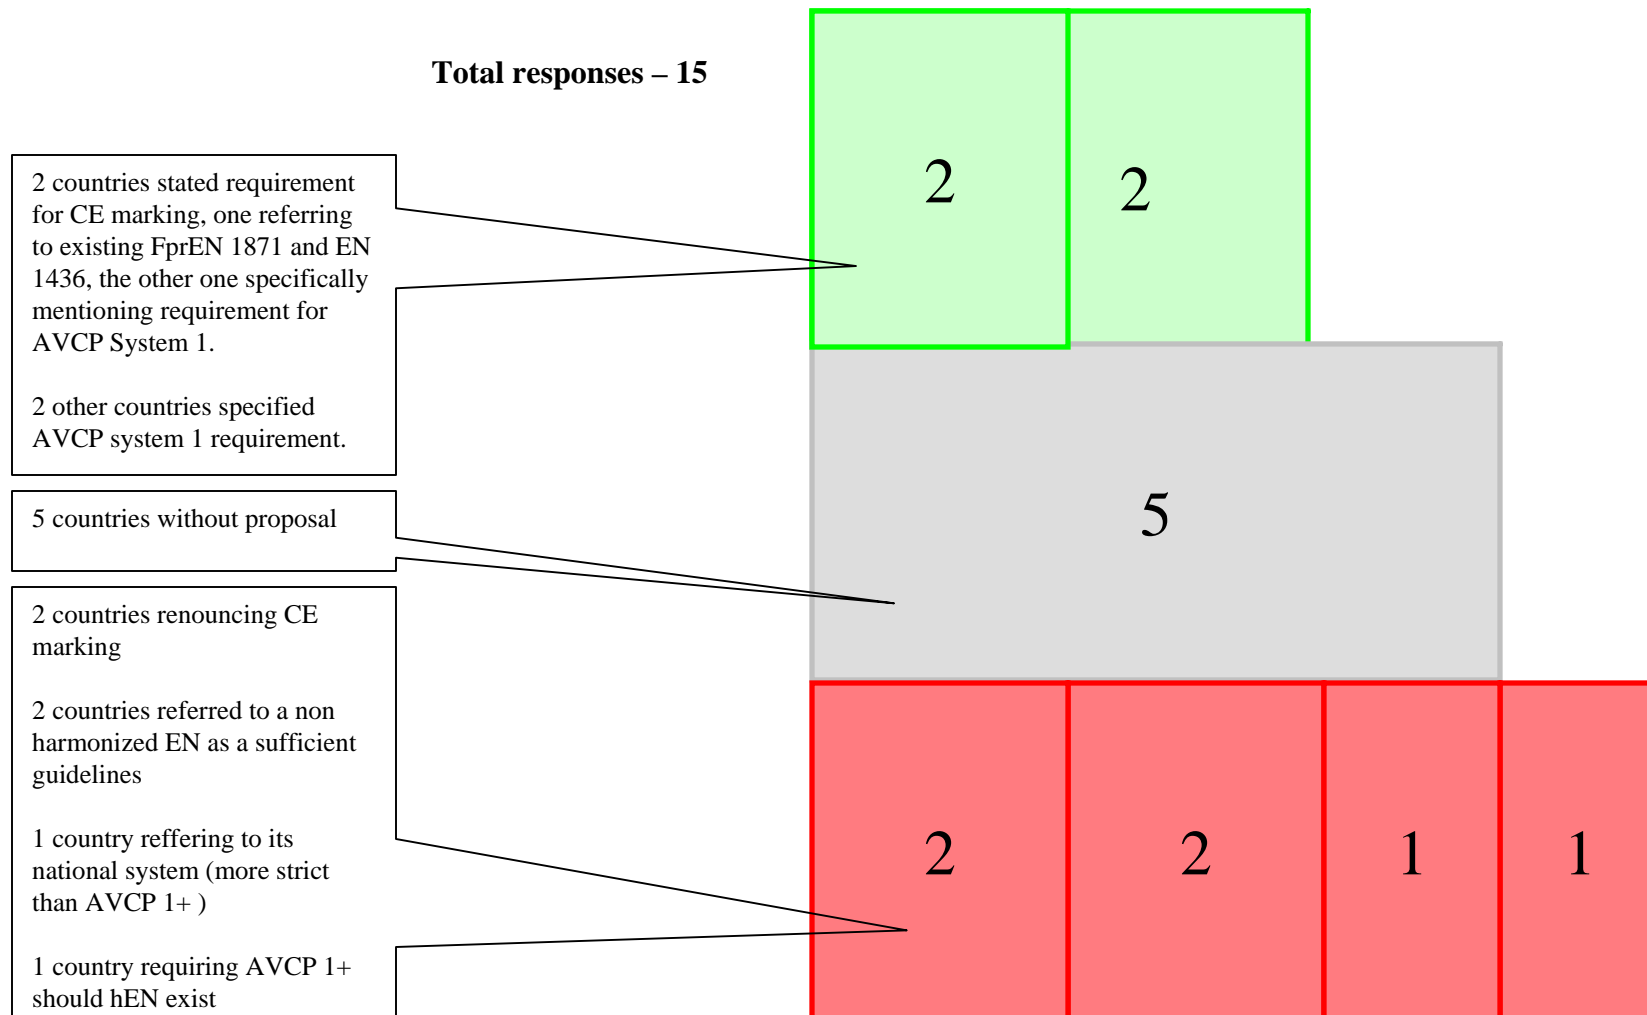 Total responses – 15
2 countries stated requirement
for CE marking, one referring
to existing FprEN 1871 and EN
1436, the other one specifically
mentioning requirement for
AVCP System 1.
2 other countries specified
AVCP system 1 requirement.
2
2
5 countries without proposal
5
2 countries renouncing CE
marking
2 countries referred to a non
harmonized EN as a sufficient
guidelines
1 country reffering to its
national system (more strict
than AVCP 1+ )
1 country requiring AVCP 1+
should hEN exist
2
2
1
1